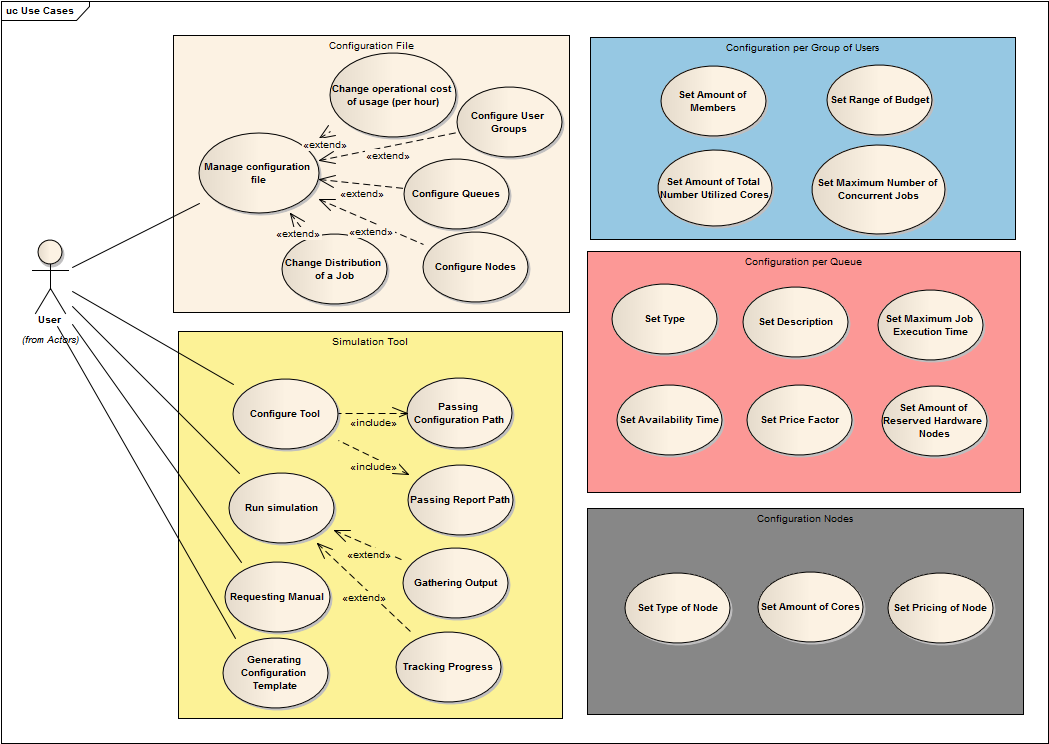 uc Use Cases
Configuration File
Change operational cost
of usage (per hour)
Configure User
Groups
«extend»
«extend»
Manage configuration
file
Configure Queues
«extend»
«extend»
«extend»
Change Distribution
of a Job
Configure Nodes
User
(from Actors)
Simulation Tool
Configure Tool
Passing
Configuration Path
«include»
«include»
Passing Report Path
Run simulation
«extend»
Gathering Output
«extend»
Requesting Manual
Tracking Progress
Generating
Configuration
Template
Configuration per Group of Users
Set Amount of
Members
Set Range of Budget
Set Amount of Total
Number Utilized Cores
Set Maximum Number of
Concurrent Jobs
Configuration per Queue
Set Type
Set Description
Set Maximum Job
Execution Time
Set Availability Time
Set Price Factor
Set Amount of
Reserved Hardware
Nodes
Configuration Nodes
Set Type of Node
Set Amount of Cores
Set Pricing of Node